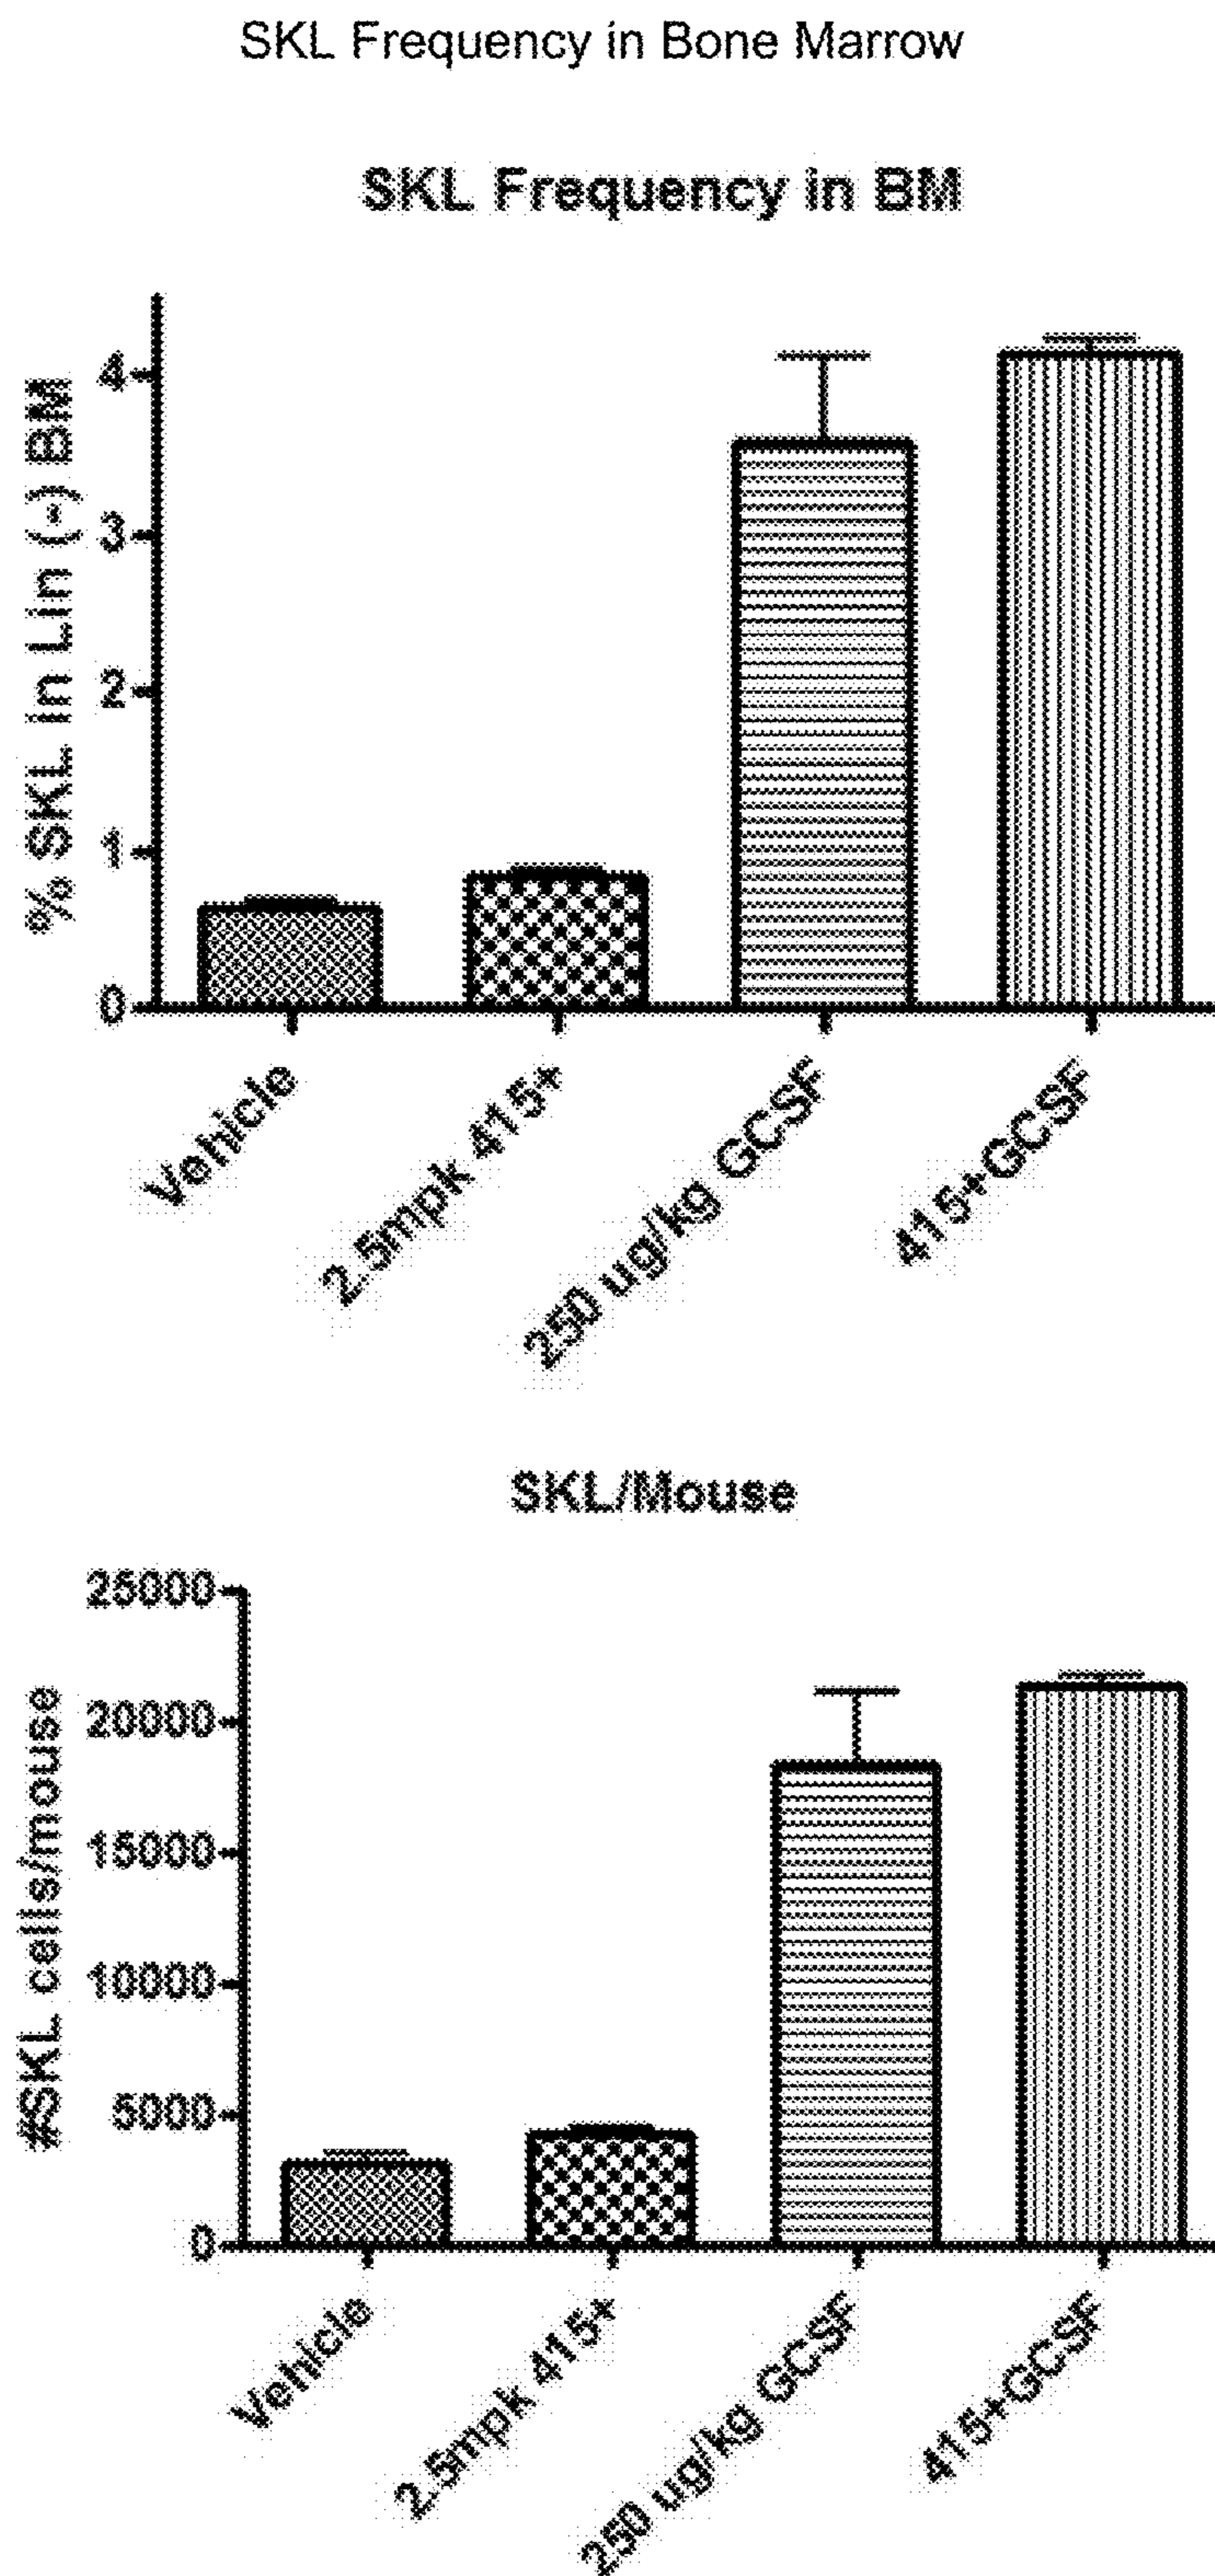 SKL Frequency in Bone Marrow
SKL Frequency in BM
% SKL in Lin (-) BM
4
3
2
1
0
Vehicle
2.5mpk 415+
250 ug/kg GCSF
415+GCSF
SKL/Mouse
#SKL cells/mouse
25000
20000
15000
10000
5000
0
Vehicle
2.5mpk 415+
250 ug/kg GCSF
415+GCSF